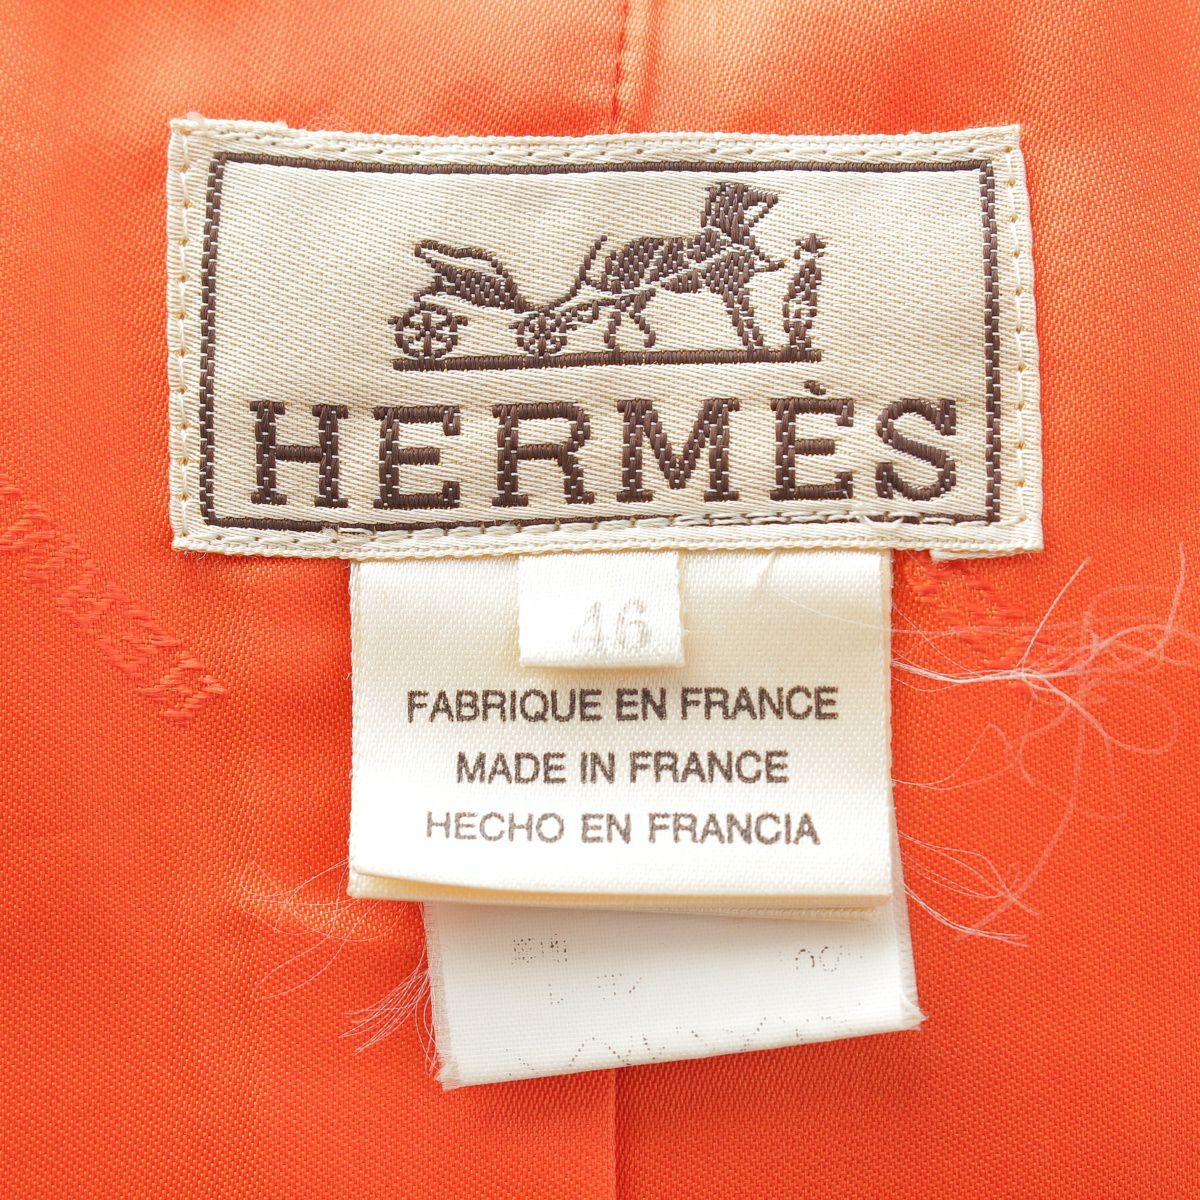 HERMÈS
46
FABRIQUE EN FRANCE
MADE IN FRANCE
HECHO EN FRANCIA